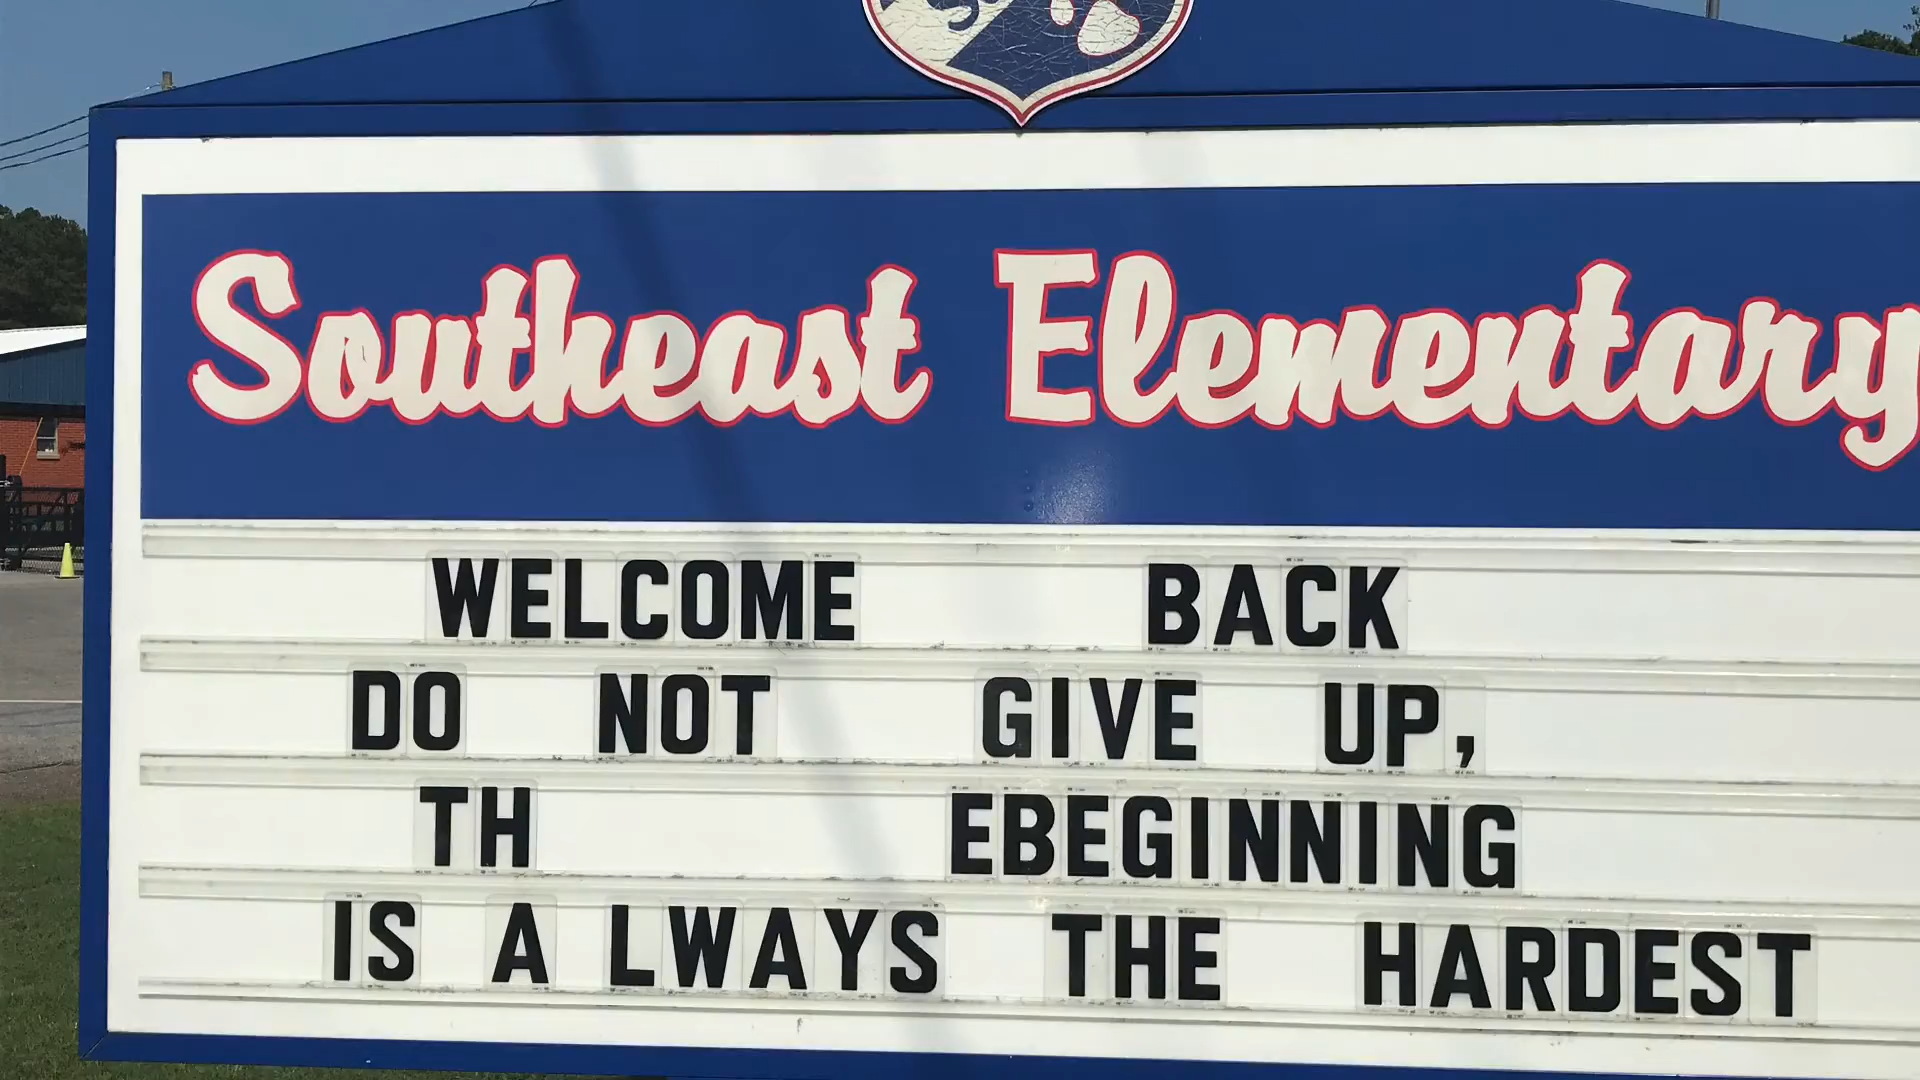 Southeast Elementary
WELCOME BACK
DO NOT GIVE UP,
TH EBEGINNING
IS A LWAYS THE HARDEST